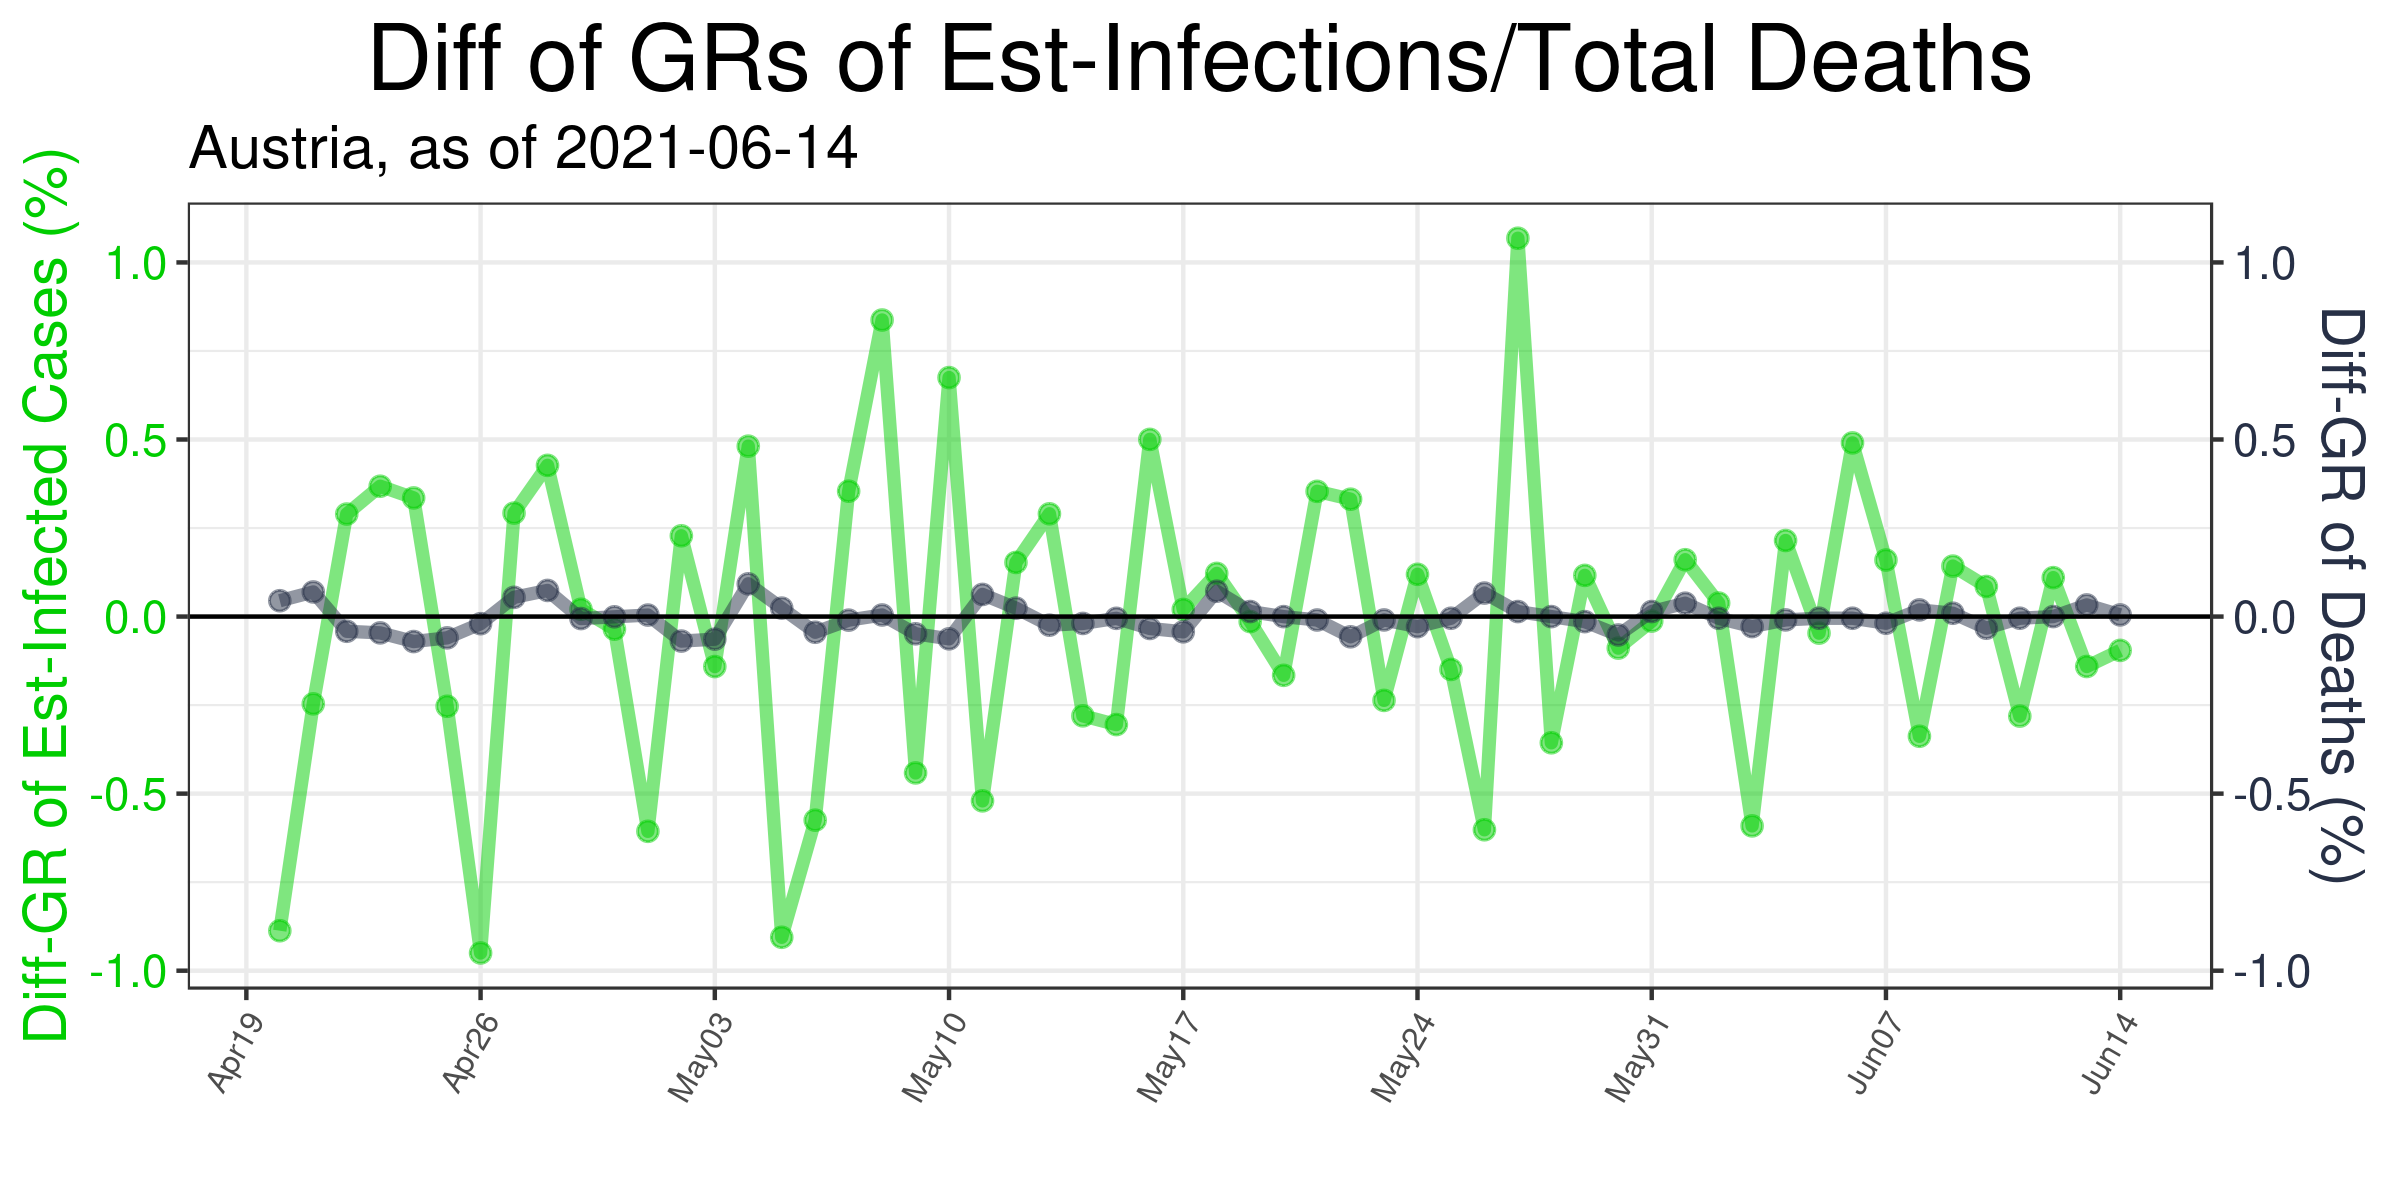 Diff of GRs of Est-Infections/Total Deaths
Austria, as of 2021-06-14
Diff-GR of Est-Infected Cases (%)
1.0
0.5
0.0
-0.5
-1.0
1.0
0.5
0.0
-0.5
-1.0
Diff-GR of Deaths (%)
Apr19
Apr26
May03
May10
May17
May24
May31
Jun07
Jun14